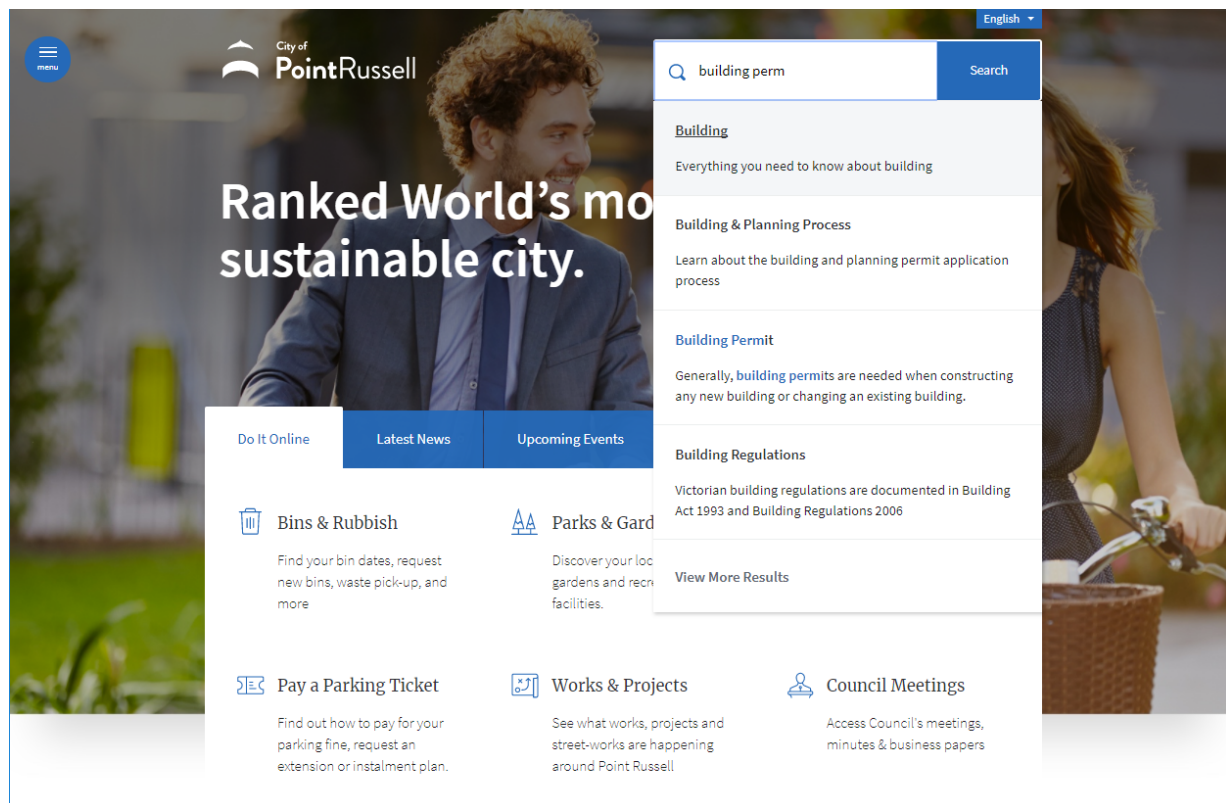 English
menu
City of
PointRussell
building perm
Search
Ranked World's mo
sustainable city.
Building
Everything you need to know about building
Building & Planning Process
Learn about the building and planning permit application
process
Building Permit
Generally, building permits are needed when constructing
any new building or changing an existing building.
Building Regulations
Victorian building regulations are documented in Building
Act 1993 and Building Regulations 2006
View More Results
Do It Online
Latest News
Upcoming Events
Bins & Rubbish
Find your bin dates, request
new bins, waste pick-up, and
more
Parks & Gard
Discover your loc
gardens and recre
facilities.
Pay a Parking Ticket
Find out how to pay for your
parking fine, request an
extension or instalment plan.
Works & Projects
See what works, projects and
street-works are happening
around Point Russell
Council Meetings
Access Council's meetings,
minutes & business papers